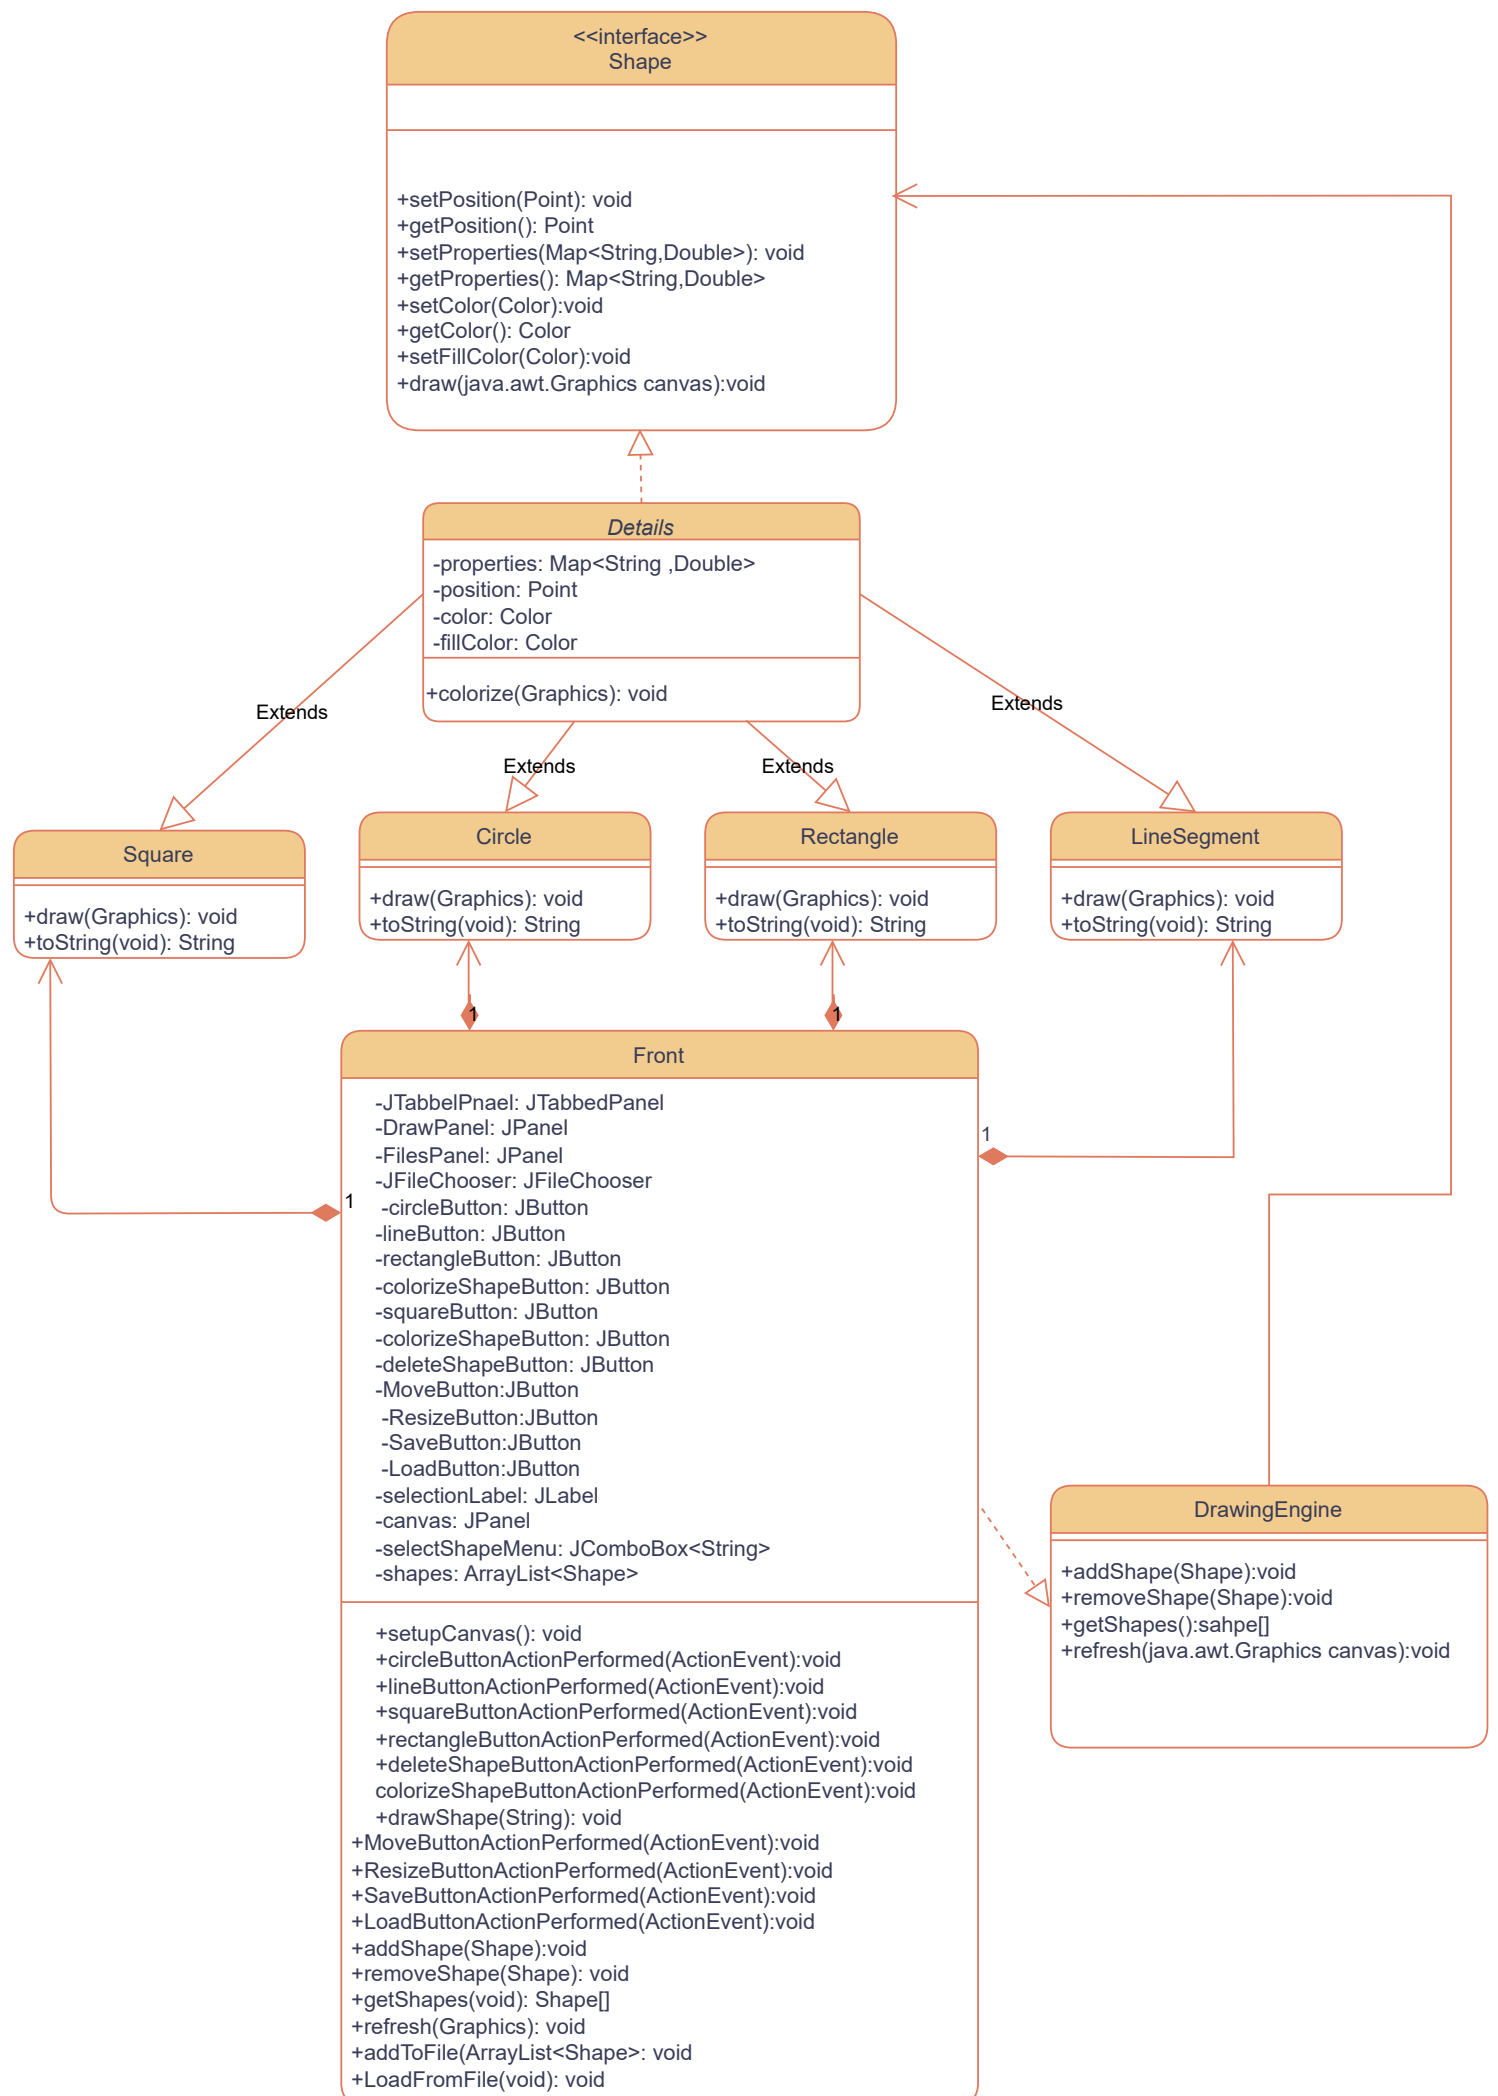 <<interface>>
Shape
+setPosition(Point): void
+getPosition(): Point
+setProperties(Map<String,Double>): void
+getProperties(): Map<String,Double>
+setColor(Color):void
+getColor(): Color
+setFillColor(Color):void
+draw(java.awt.Graphics canvas):void
Details
-properties: Map<String ,Double>
-position: Point
-color: Color
-fillColor: Color
+colorize(Graphics): void
Extends
Extends
Extends
Extends
Square
+draw(Graphics): void
+toString(void): String
Circle
+draw(Graphics): void
+toString(void): String
Rectangle
+draw(Graphics): void
+toString(void): String
LineSegment
+draw(Graphics): void
+toString(void): String
1
1
1
1
Front
-JTabbelPnael: JTabbedPanel
-DrawPanel: JPanel
-FilesPanel: JPanel
-JFileChooser: JFileChooser
-circleButton: JButton
-lineButton: JButton
-rectangleButton: JButton
-colorizeShapeButton: JButton
-squareButton: JButton
-colorizeShapeButton: JButton
-deleteShapeButton: JButton
-MoveButton:JButton
-ResizeButton:JButton
-SaveButton:JButton
-LoadButton:JButton
-selectionLabel: JLabel
-canvas: JPanel
-selectShapeMenu: JComboBox<String>
-shapes: ArrayList<Shape>
+setupCanvas(): void
+circleButtonActionPerformed(ActionEvent):void
+lineButtonActionPerformed(ActionEvent):void
+squareButtonActionPerformed(ActionEvent):void
+rectangleButtonActionPerformed(ActionEvent):void
+deleteShapeButtonActionPerformed(ActionEvent):void
colorizeShapeButtonActionPerformed(ActionEvent):void
+drawShape(String): void
+MoveButtonActionPerformed(ActionEvent):void
+ResizeButtonActionPerformed(ActionEvent):void
+SaveButtonActionPerformed(ActionEvent):void
+LoadButtonActionPerformed(ActionEvent):void
+addShape(Shape):void
+removeShape(Shape): void
+getShapes(void): Shape[]
+refresh(Graphics): void
+addToFile(ArrayList<Shape>: void
+LoadFromFile(void): void
DrawingEngine
+addShape(Shape):void
+removeShape(Shape):void
+getShapes():sahpe[]
+refresh(java.awt.Graphics canvas):void